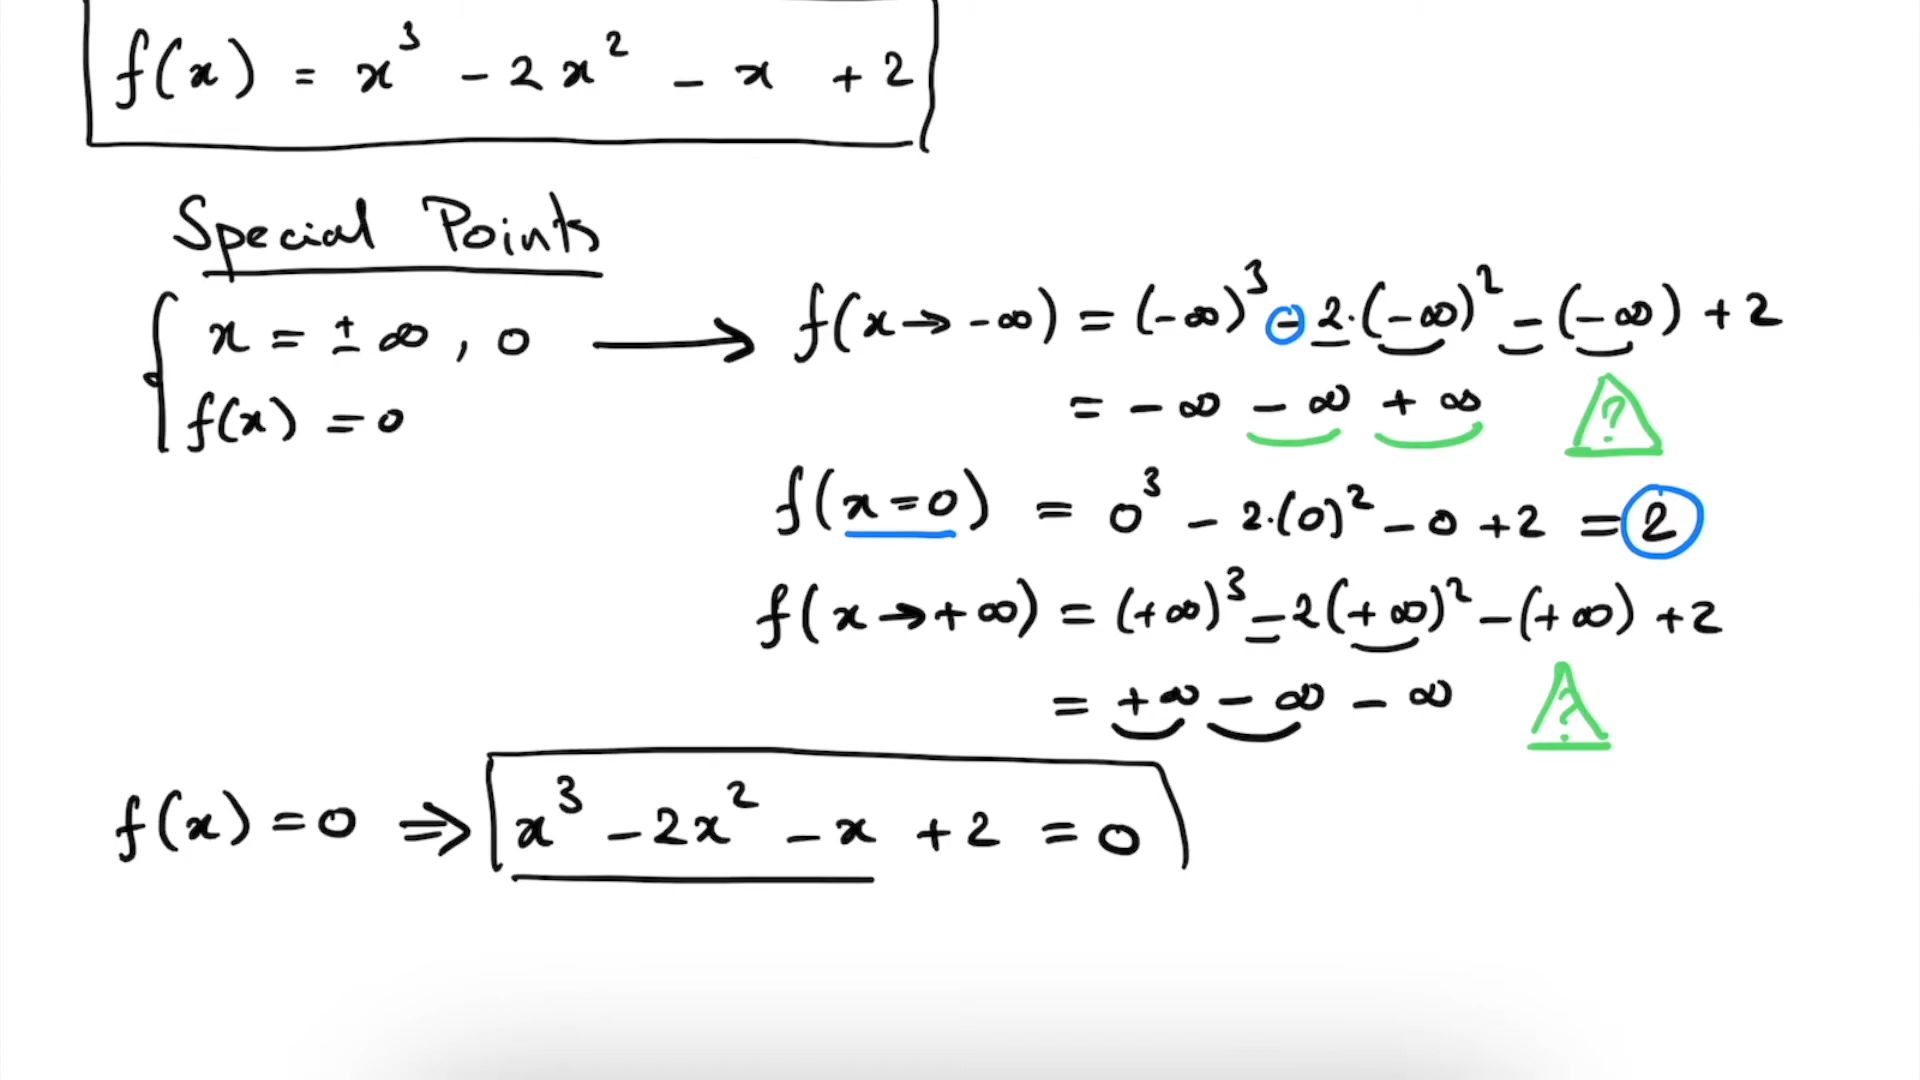 f(x) = x³ - 2x² - x + 2
Special Points
x = ± ∞ , 0 ⟶ f(x → -∞) = (-∞)³ - 2·(-∞)² - (-∞) + 2
= - ∞ - ∞ + ∞ ?
f(x) = 0
f(x=0) = 0³ - 2·(0)² - 0 + 2 = 2
f(x → +∞) = (+∞)³ - 2(+∞)² - (+∞) + 2
= +∞ - ∞ - ∞ ?
f(x) = 0 ⇒ x³ - 2x² - x + 2 = 0